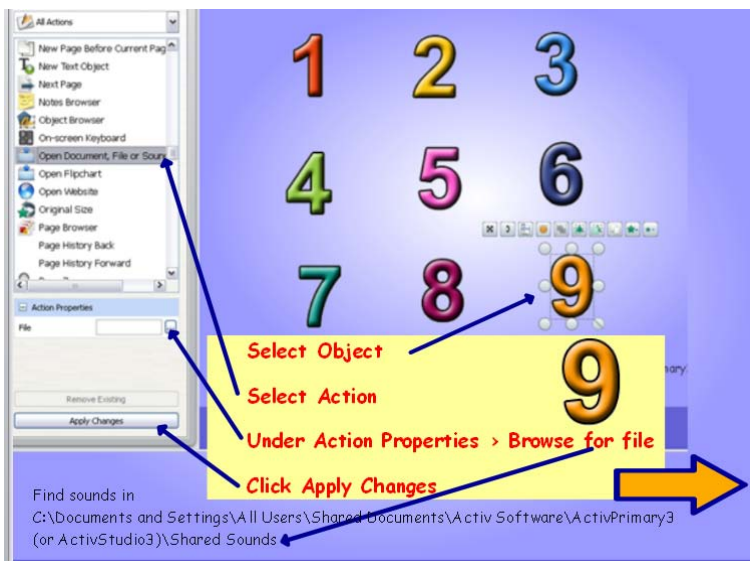 All Actions
New Page Before Current Pag
New Text Object
Next Page
Notes Browser
Object Browser
On-screen Keyboard
Open Document, File or Soun
Open Flipchart
Open Website
Original Size
Page Browser
Page History Back
Page History Forward
Action Properties
File
Remove Existing
Apply Changes
1 2 3
4 5 6
7 8 9
9
Select Object
Select Action
Under Action Properties > Browse for file
Click Apply Changes
Find sounds in
C:\Documents and Settings\All Users\Shared Documents\Activ Software\ActivPrimary3
(or ActivStudio3)\Shared Sounds